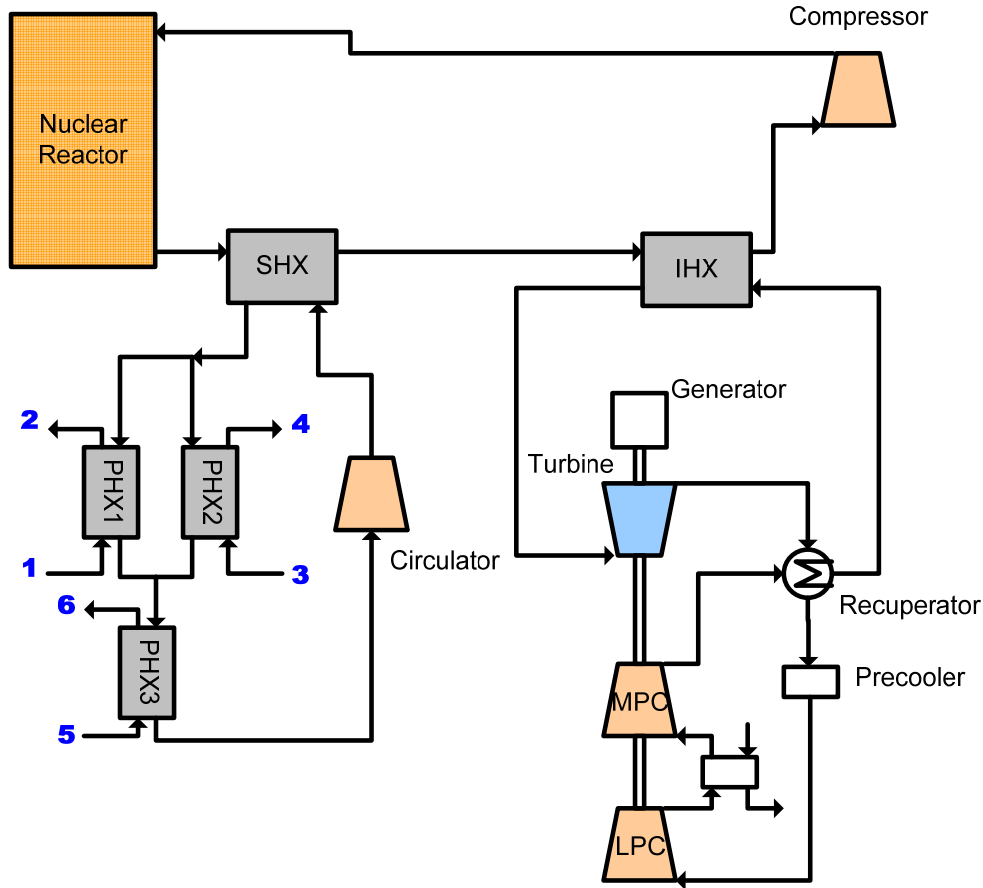 Compressor
Nuclear
Reactor
SHX
IHX
Generator
2
4
Turbine
PHX1
PHX2
Circulator
1
3
6
Recuperator
PHX3
Precooler
MPC
5
LPC